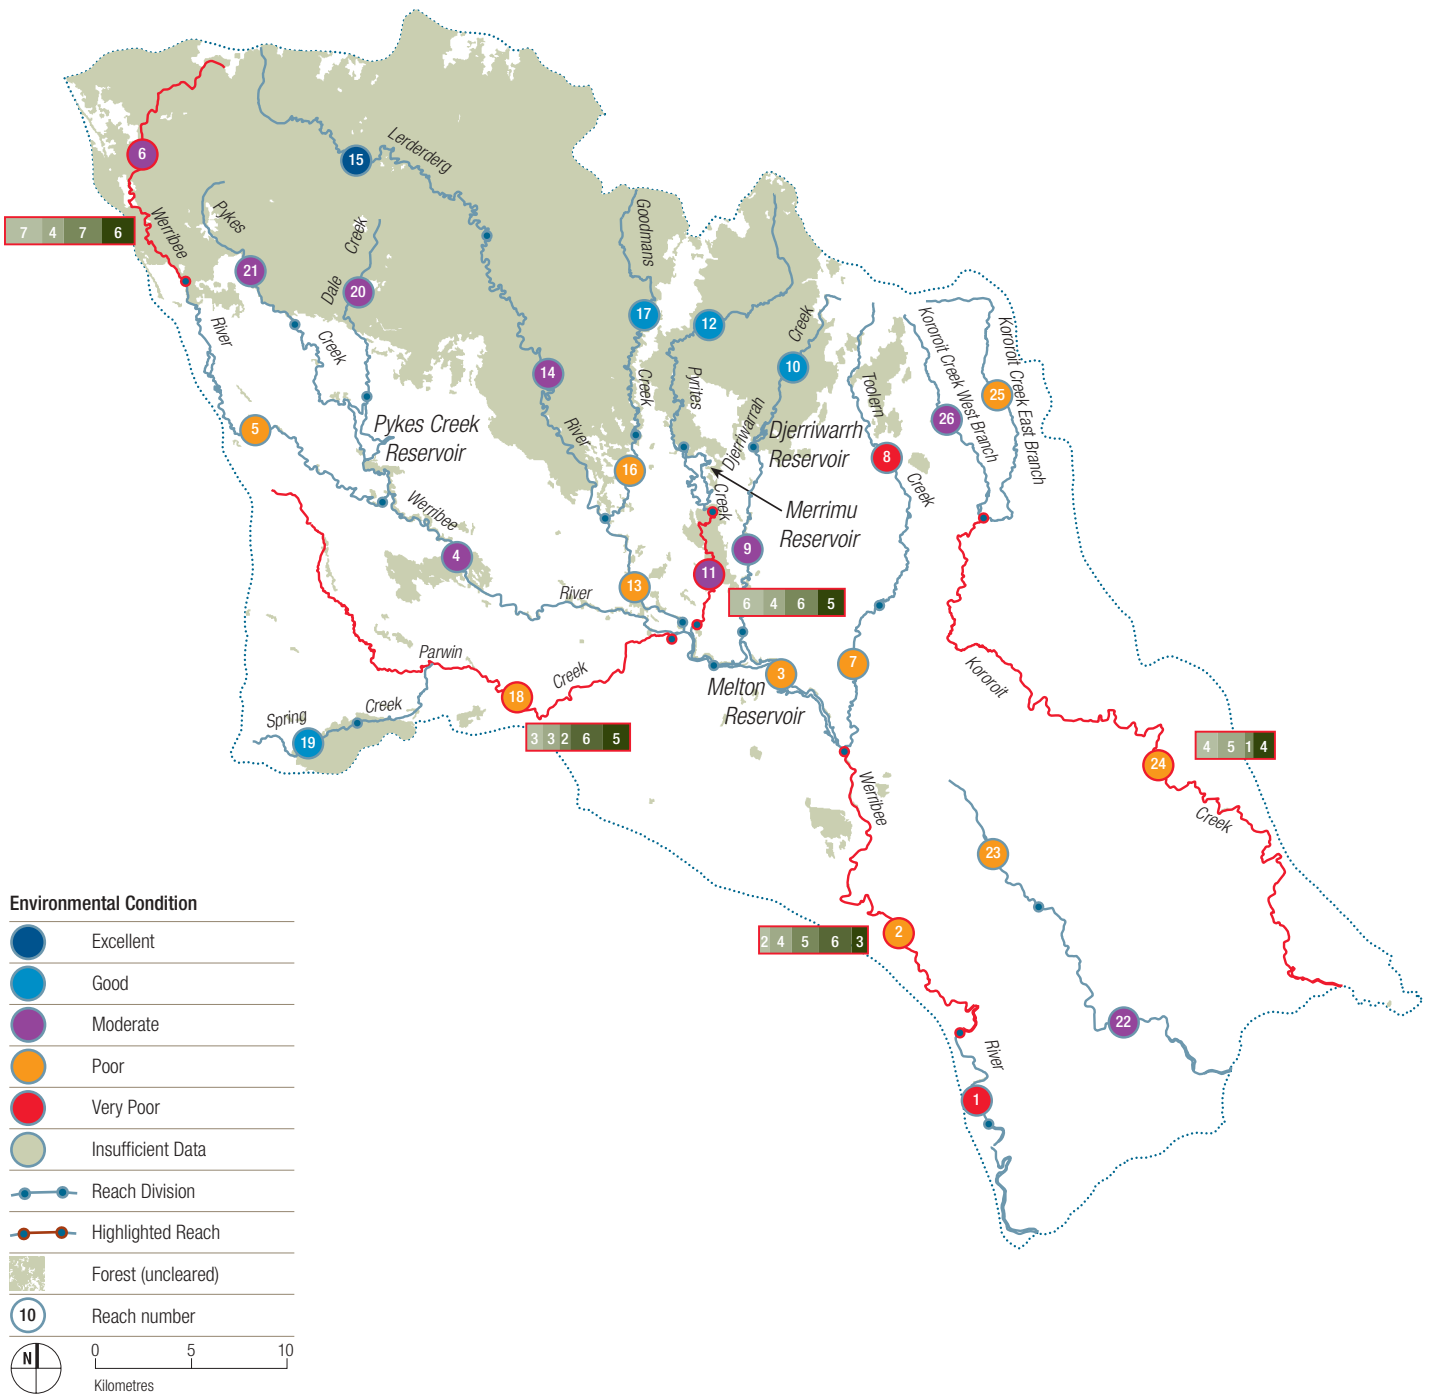 6
15
Lerderderg
Werribee
7 4 7 6
Pykes
Creek
Goodmans
21
Dale
20
17
12
Creek
River
Creek
14
Creek
Pyrites
10
Toolern
Kororoit Creek West Branch
Kororoit Creek East Branch
25
26
5
Pykes Creek
Reservoir
River
16
Djerriwarrah
Djerriwarrh
Reservoir
8
Creek
Creek
Merrimu
Reservoir
Werribee
4
9
11
River
13
6 4 6 5
Parwin
Creek
18
3
7
Melton
Reservoir
Kororoit
Spring
Creek
19
3 3 2 6 5
4 5 1 4
24
Creek
Werribee
23
2 4 5 6 3
2
22
River
1
Environmental Condition
Excellent
Good
Moderate
Poor
Very Poor
Insufficient Data
Reach Division
Highlighted Reach
Forest (uncleared)
10 Reach number
N
0 5 10
Kilometres